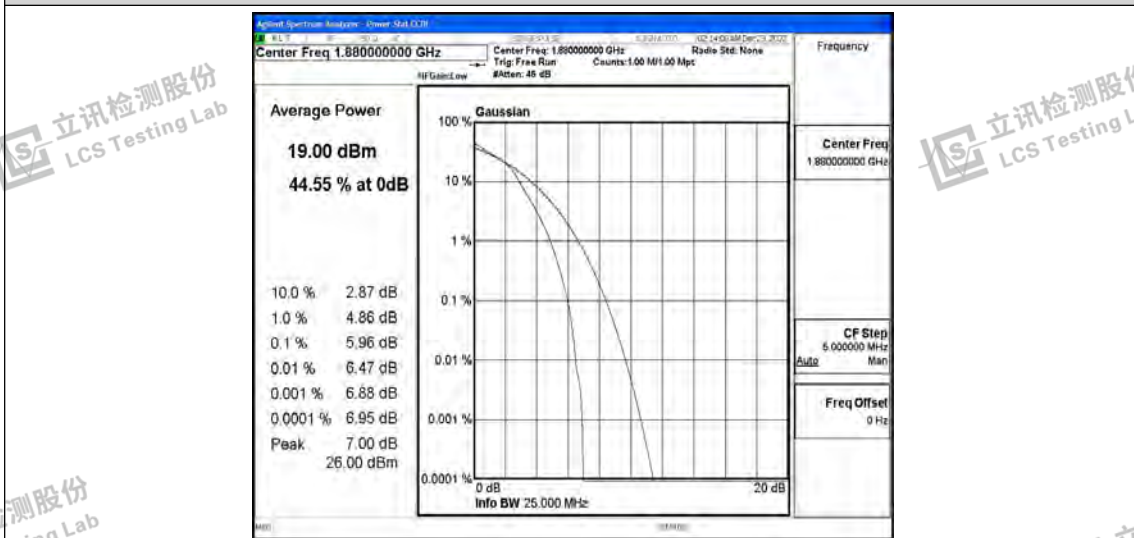 Agilent Spectrum Analyzer - Power Stat CCDF
Center Freq 1.880000000 GHz
Center Freq: 1.880000000 GHz
Radio Std: None
Trig: Free Run
Counts:1.00 M/1.00 Mpt
#IFGain:Low
#Atten: 46 dB
Frequency
Average Power
19.00 dBm
44.55 % at 0dB
10.0 % 2.87 dB
1.0 % 4.86 dB
0.1 % 5.96 dB
0.01 % 6.47 dB
0.001 % 6.88 dB
0.0001 % 6.95 dB
Peak 7.00 dB
26.00 dBm
Gaussian
100 %
10 %
1 %
0.1 %
0.01 %
0.001 %
0.0001 %
0 dB
20 dB
Info BW 25.000 MHz
Center Freq
1.880000000 GHz
CF Step
5.000000 MHz
Auto Man
Freq Offset
0 Hz
MSG
STATUS
立讯检测股份
LCS Testing Lab
立讯检测股份
LCS Testing L
测股份
Lab